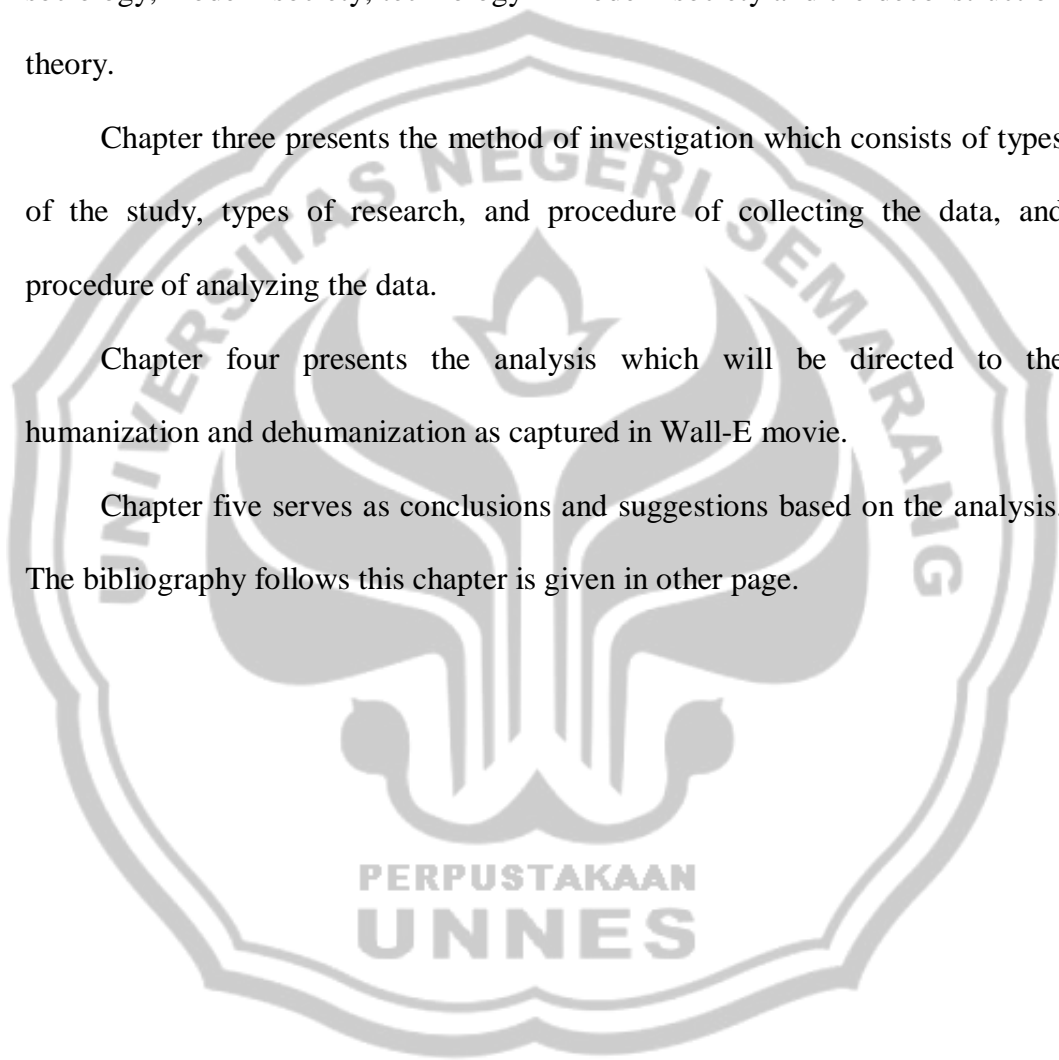 theory.
Chapter three presents the method of investigation which consists of types
of the study, types of research, and procedure of collecting the data, and
procedure of analyzing the data.
Chapter four presents the analysis which will be directed to the
humanization and dehumanization as captured in Wall-E movie.
Chapter five serves as conclusions and suggestions based on the analysis.
The bibliography follows this chapter is given in other page.
UNIVERSITAS NEGERI SEMARANG
PERPUSTAKAAN
UNNES